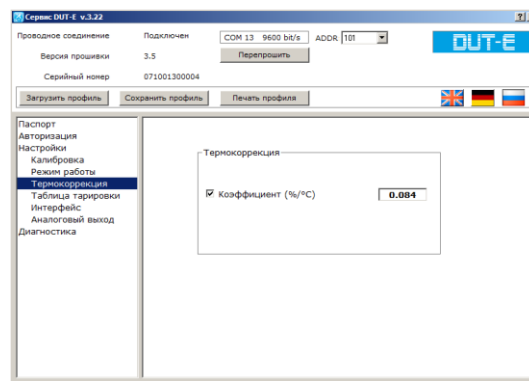 Сервис DUT-E v.3.22
Проводное соединение Подключен COM 13 9600 bit/s ADDR 101
DUT-E
Версия прошивки 3.5 Перепрошить
Серийный номер 071001300004
Загрузить профиль Сохранить профиль Печать профиля
Паспорт
Авторизация
Настройки
Калибровка
Режим работы
Термокоррекция
Таблица тарировки
Интерфейс
Аналоговый выход
Диагностика
Термокоррекция
Коэффициент (%/°C) 0.084